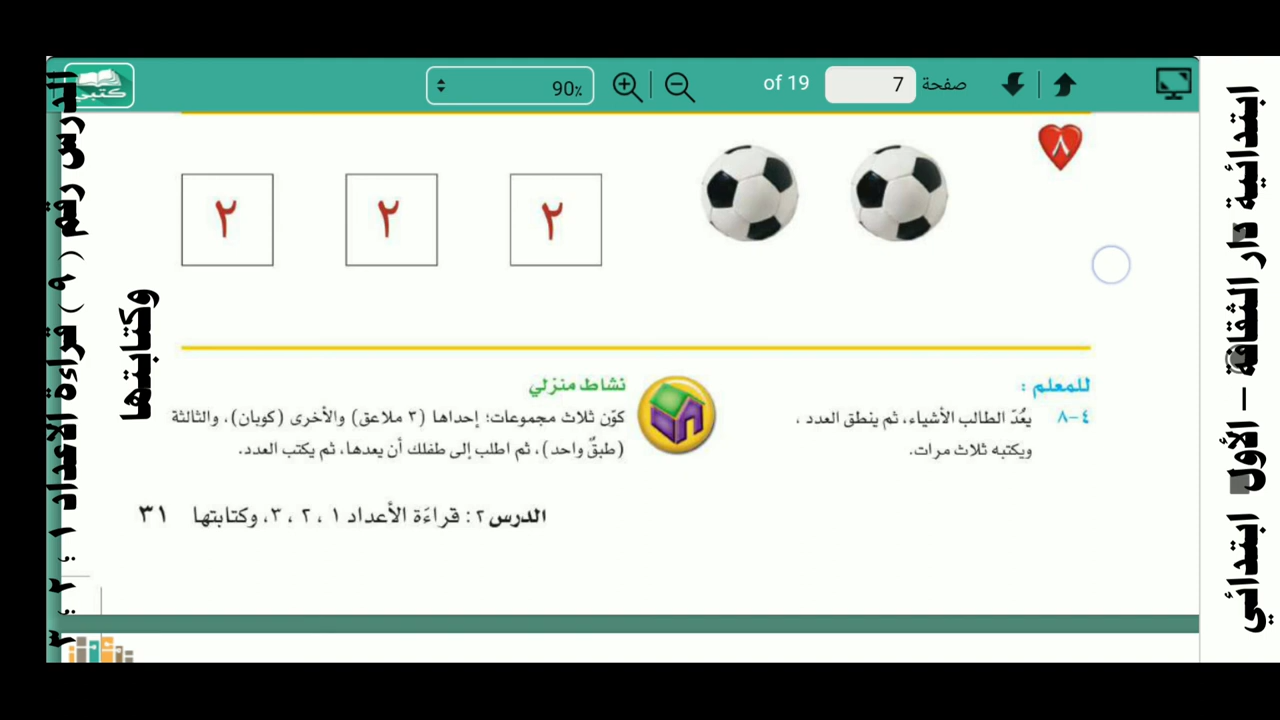 كتبي
90٪
of 19
7
صفحة
٨
٢ ٢ ٢
للمعلم :
٤-٨ يعُدّ الطالب الأشياء، ثم ينطق العدد ،
ويكتبه ثلاث مرات.
نشاط منزلي
كوّن ثلاث مجموعات؛ إحداها (٣ ملاعق) والأخرى (كوبان)، والثالثة
(طبقٌ واحد)، ثم اطلب إلى طفلك أن يعدها، ثم يكتب العدد.
الدرس ٢ : قراءَة الأعداد ١ ، ٢ ، ٣، وكتابتها ٣١
ابتدائية دار الثقافة – الأول ابتدائي
الدرس رقم ( ٩ ) قراءة الاعداد ١ ؛ ٢ ؛ ٣
وكتابتها